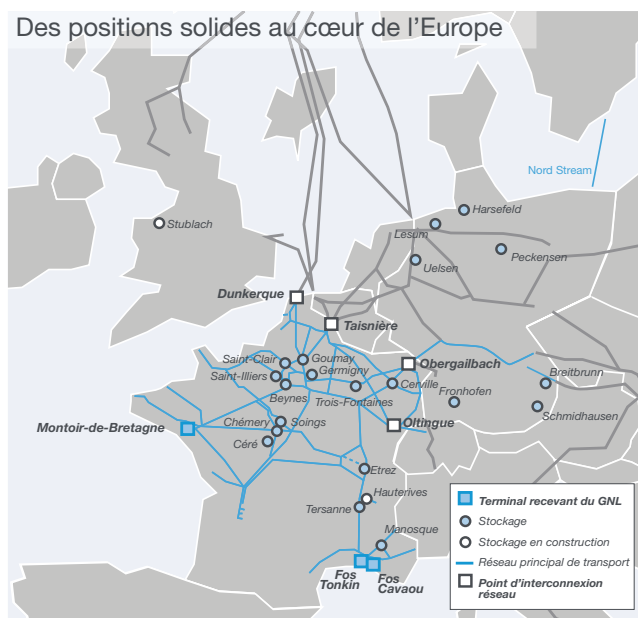 Des positions solides au cœur de l'Europe
Nord Stream
Harsefeld
Stublach
Lesum
Peckensen
Uelsen
Dunkerque
Taisnière
Saint-Clair
Gournay
Obergailbach
Saint-Illiers
Germigny
Breitbrunn
Beynes
Trois-Fontaines
Cerville
Fronhofen
Schmidhausen
Chémery
Soings
Oltingue
Montoir-de-Bretagne
Céré
Etrez
Hauterives
Tersanne
Manosque
Fos
Tonkin
Fos
Cavaou
Terminal recevant du GNL
Stockage
Stockage en construction
Réseau principal de transport
Point d'interconnexion
réseau